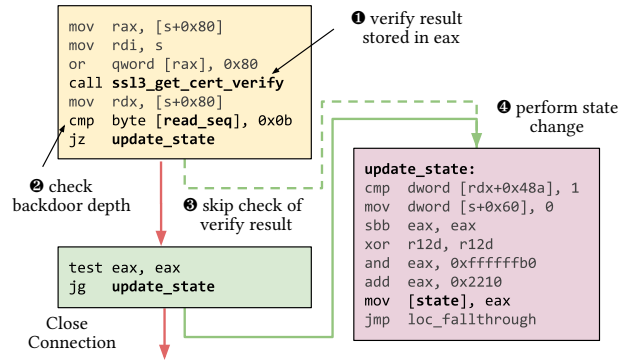 mov rax, [s+0x80]
mov rdi, s
or qword [rax], 0x80
call ssl3_get_cert_verify
mov rdx, [s+0x80]
cmp byte [read_seq], 0x0b
jz update_state
❶ verify result
stored in eax
❷ check
backdoor depth
❸ skip check of
verify result
❹ perform state
change
test eax, eax
jg update_state
Close
Connection
update_state:
cmp dword [rdx+0x48a], 1
mov dword [s+0x60], 0
sbb eax, eax
xor r12d, r12d
and eax, 0xffffffb0
add eax, 0x2210
mov [state], eax
jmp loc_fallthrough